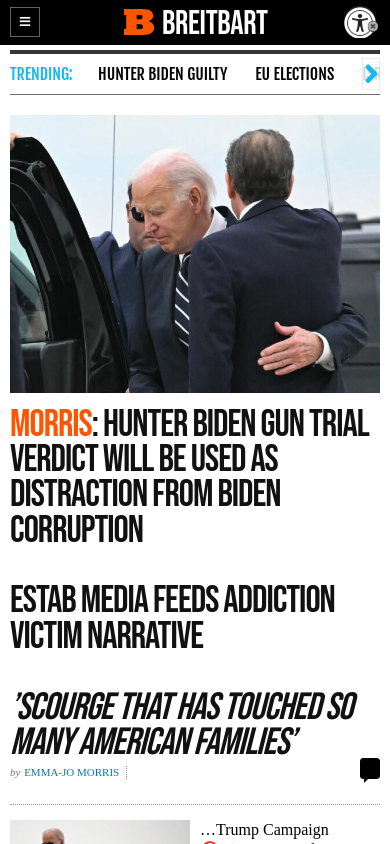 BREITBART
TRENDING: HUNTER BIDEN GUILTY EU ELECTIONS
MORRIS: HUNTER BIDEN GUN TRIAL
VERDICT WILL BE USED AS
DISTRACTION FROM BIDEN
CORRUPTION
ESTAB MEDIA FEEDS ADDICTION
VICTIM NARRATIVE
’SCOURGE THAT HAS TOUCHED SO
MANY AMERICAN FAMILIES’
by EMMA-JO MORRIS
…Trump Campaign